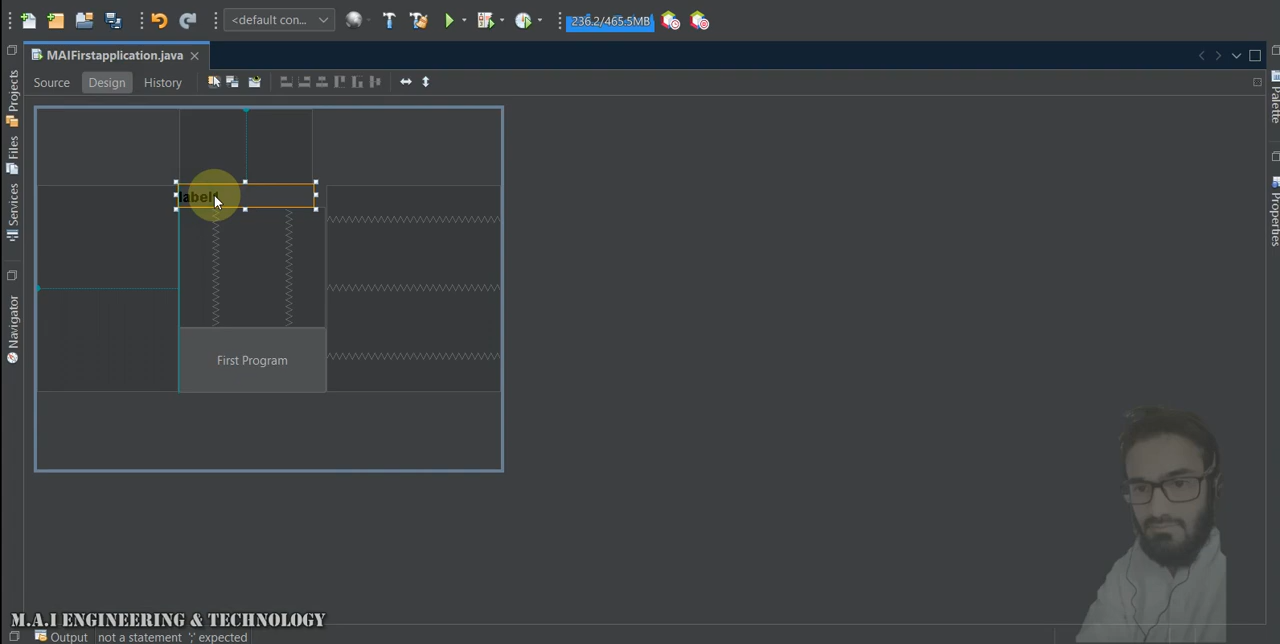 <default con...
236.2/465.5MB
MAIFirstapplication.java
Source
Design
History
Projects
Files
Services
Navigator
Palette
Properties
label1
First Program
M.A.I ENGINEERING & TECHNOLOGY
Output
not a statement ';' expected